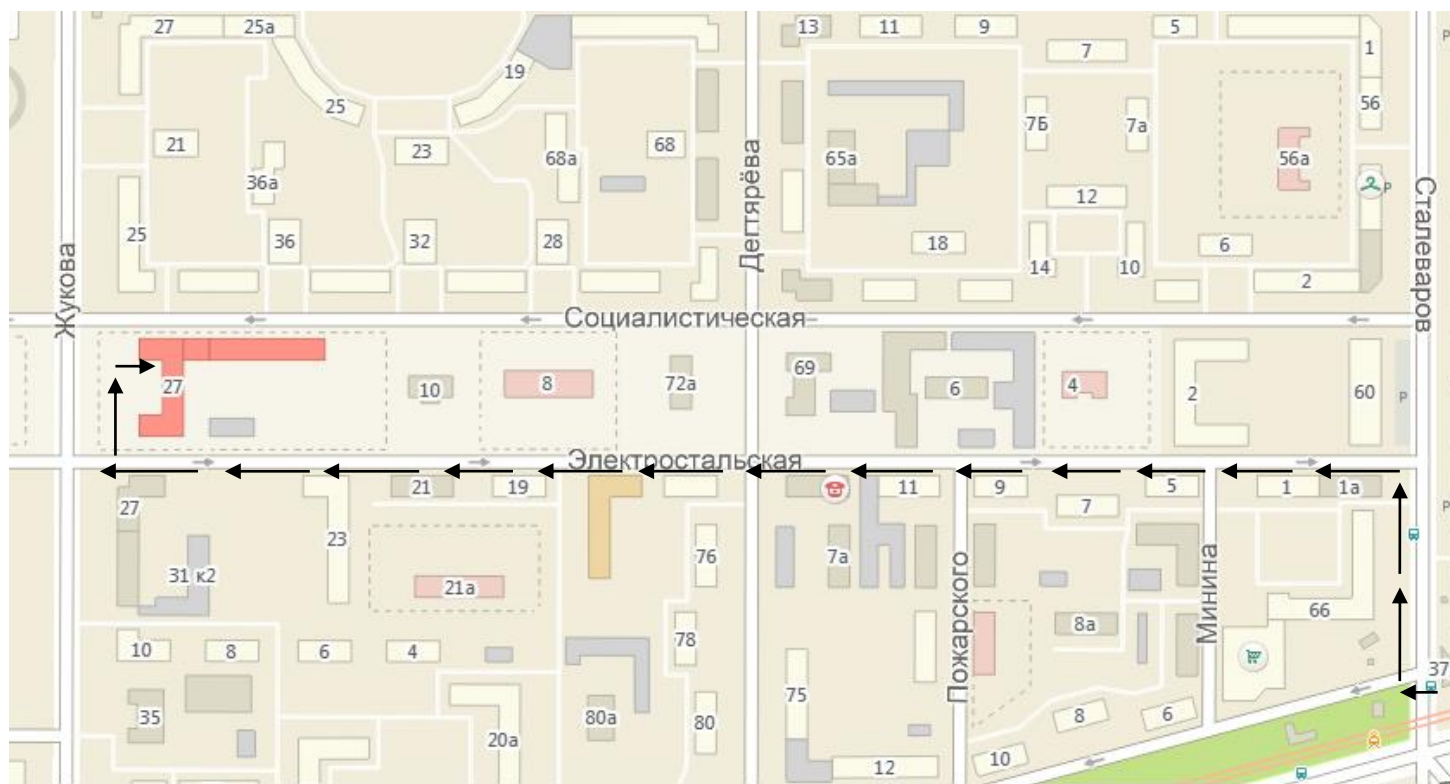 27 25а 13 11 9 5
19 7 1
25 56
7Б 7а
21 23 68а 68 65а 56а
36а
12
25 36 32 28 18 14 10 6
2
Жукова
Дегтярёва
Сталеваров
Социалистическая
27 10 8 72а 69 6 4 2 60
Р
Электростальская
27 21 19 11 9 7 5 1 1а
23 76 7а
31 к2 21а
Пожарского
Минина
66
8а
10 8 6 4 78
37
35 20а 80а 80 75 8 6
10
12